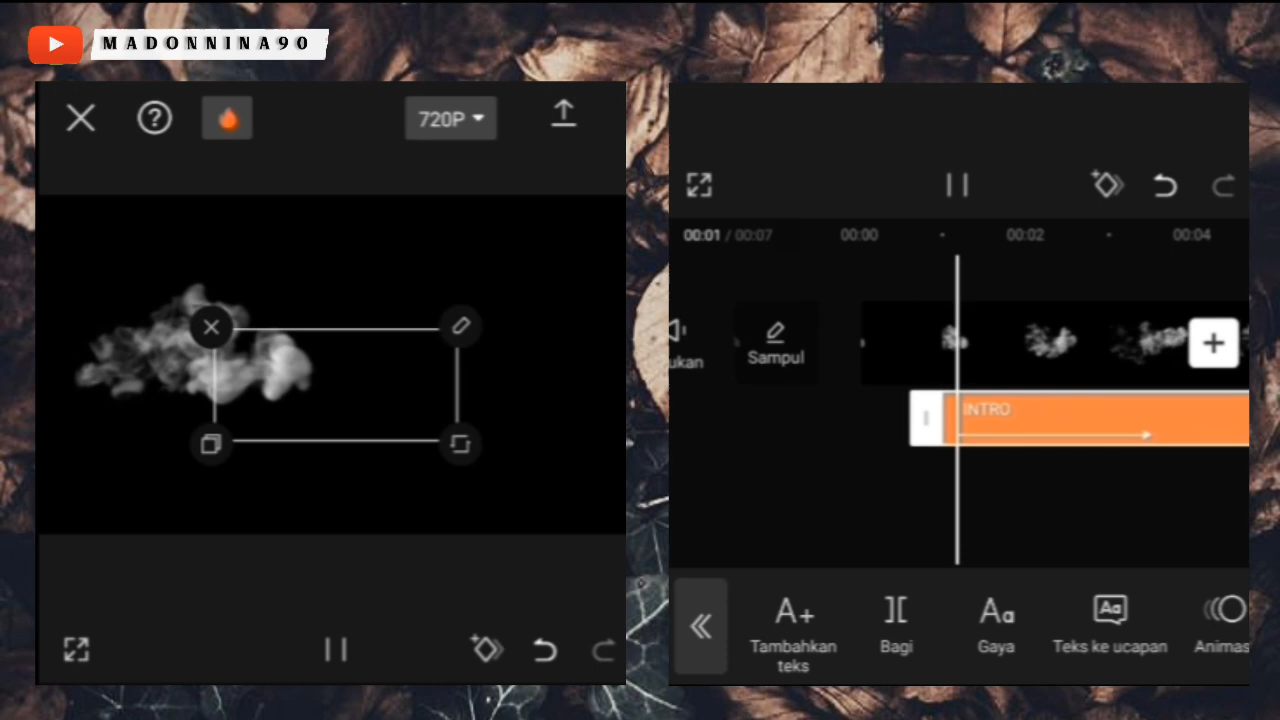 MADONNINA90
720P
00:01 / 00:07
00:00
00:02
00:04
ukan
Sampul
INTRO
Tambahkan
teks
Bagi
Gaya
Teks ke ucapan
Animas